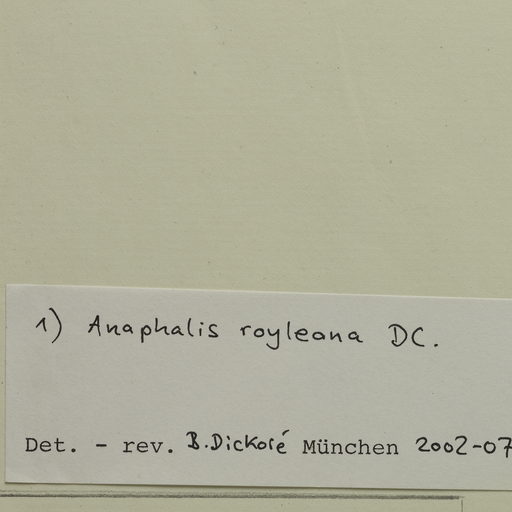 1) Anaphalis royleana DC.
Det. - rev. B. Dickoré München 2002-07